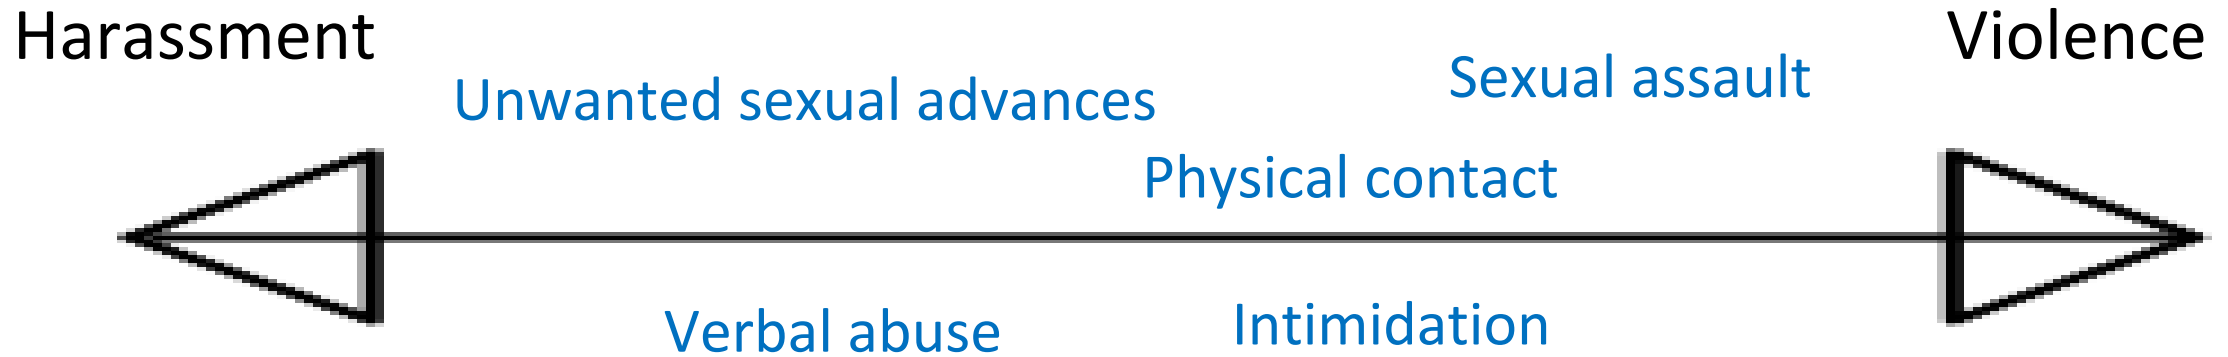 Harassment
Violence
Unwanted sexual advances
Sexual assault
Physical contact
Verbal abuse
Intimidation